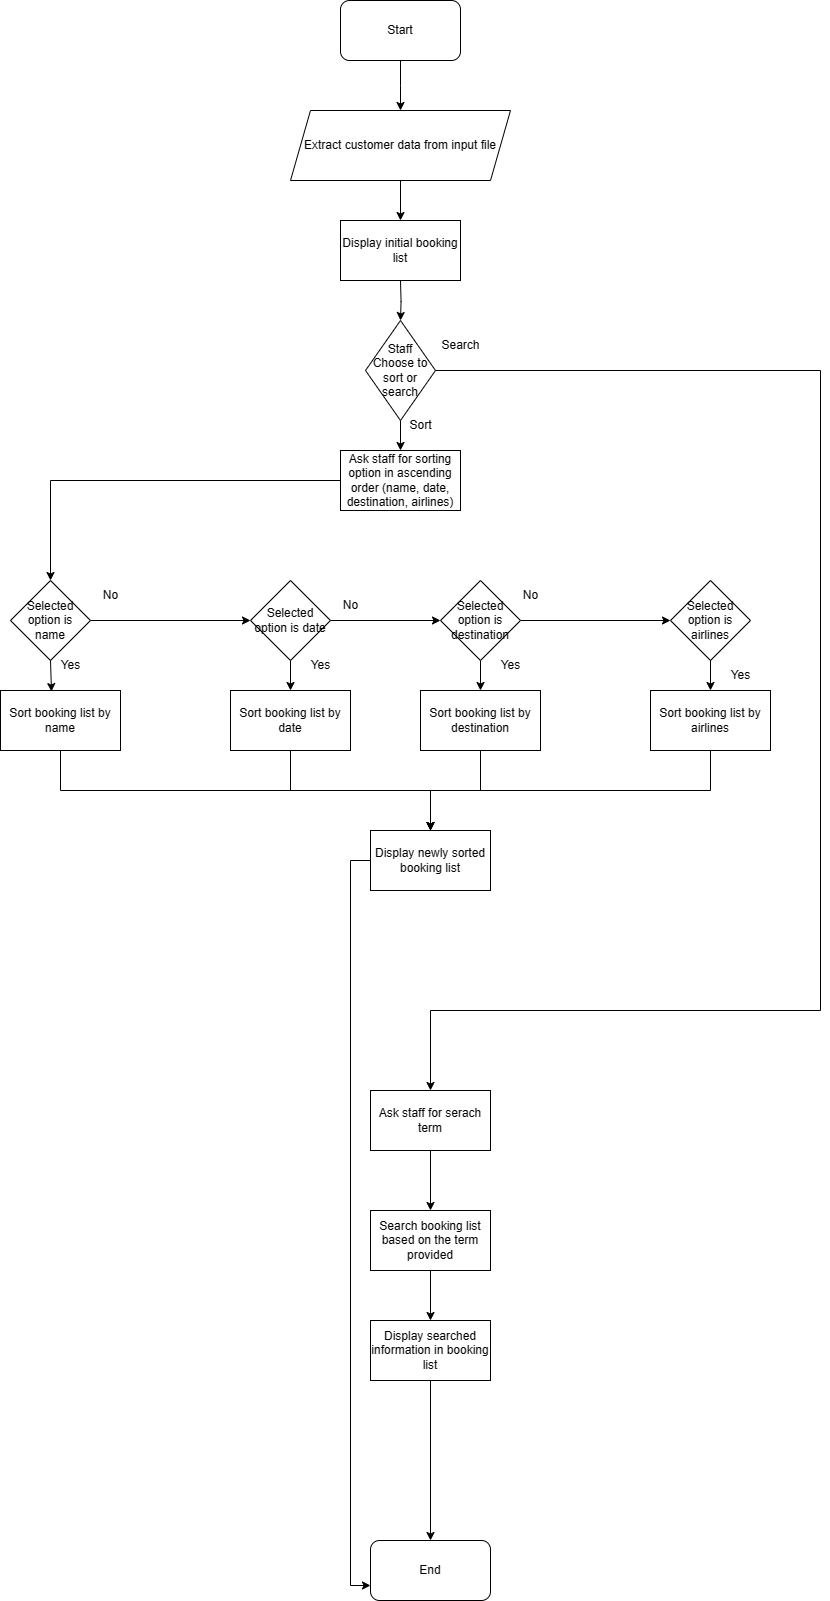 Start
Extract customer data from input file
Display initial booking
list
Staff
Choose to
sort or
search
Search
Sort
Ask staff for sorting
option in ascending
order (name, date,
destination, airlines)
Selected
option is
name
No
Yes
Selected
option is date
No
Yes
Selected
option is
destination
No
Yes
Selected
option is
airlines
Yes
Sort booking list by
name
Sort booking list by
date
Sort booking list by
destination
Sort booking list by
airlines
Display newly sorted
booking list
Ask staff for serach
term
Search booking list
based on the term
provided
Display searched
information in booking
list
End